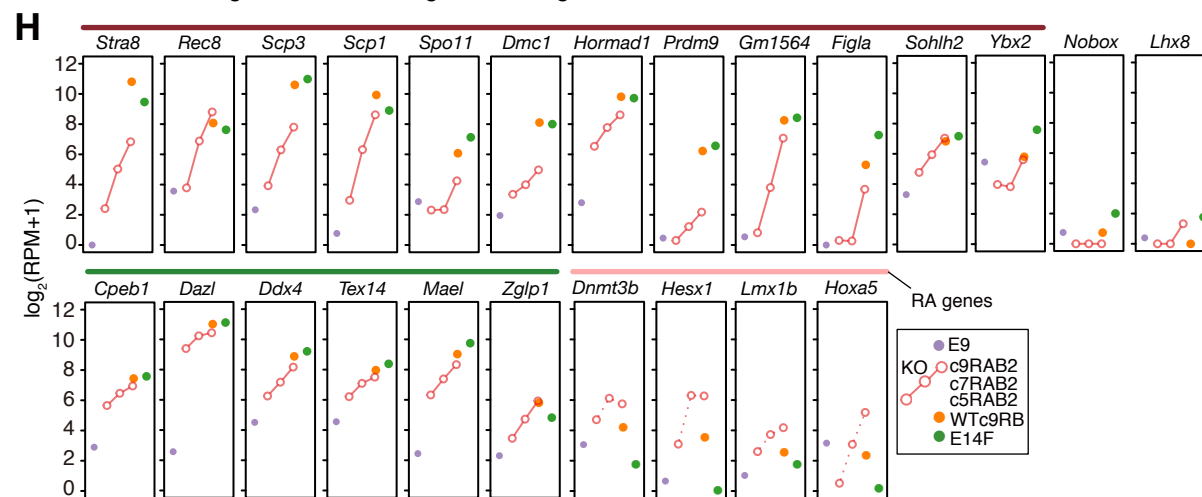 H
Stra8 Rec8 Scp3 Scp1 Spo11 Dmc1 Hormad1 Prdm9 Gm1564 Figla Sohlh2 Ybx2 Nobox Lhx8
12
10
8
6
4
2
0
log2(RPM+1)
RA genes
Cpeb1 Dazl Ddx4 Tex14 Mael Zglp1 Dnmt3b Hesx1 Lmx1b Hoxa5
12
10
8
6
4
2
0
E9
KO c9RAB2
c7RAB2
c5RAB2
WTc9RB
E14F